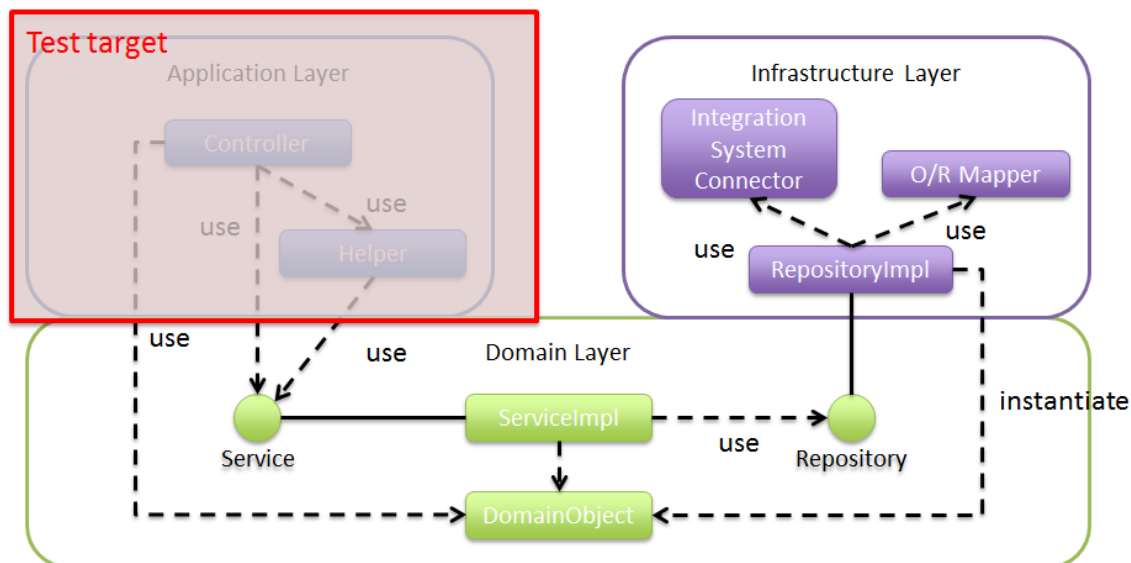 Test target
Application Layer
Controller
use
use
Helper
use
use
Infrastructure Layer
Integration
System
Connector
O/R Mapper
use
use
RepositoryImpl
instantiate
Domain Layer
Service
ServiceImpl
use
Repository
DomainObject